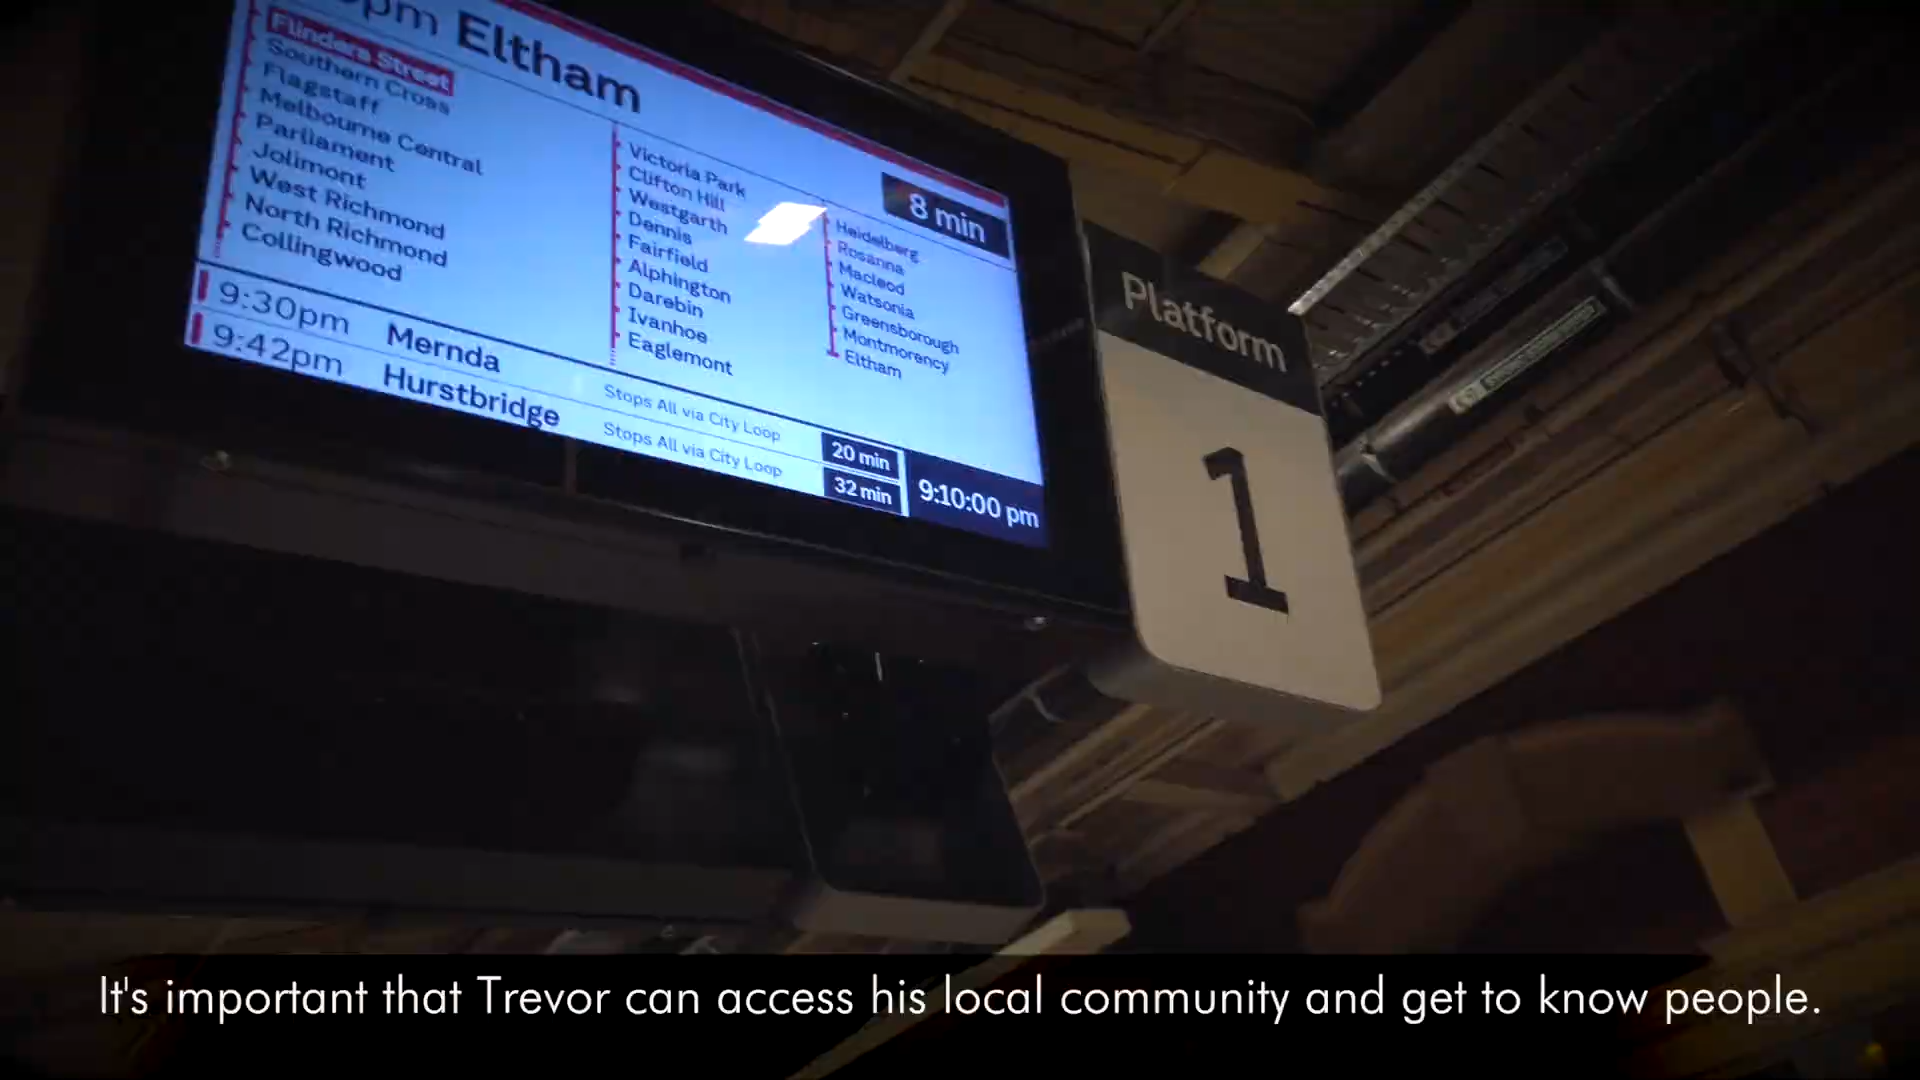 pm Eltham
8 min
Flinders Street
Southern Cross
Flagstaff
Melbourne Central
Parliament
Jolimont
West Richmond
North Richmond
Collingwood
Victoria Park
Clifton Hill
Westgarth
Dennis
Fairfield
Alphington
Darebin
Ivanhoe
Eaglemont
Heidelberg
Rosanna
Macleod
Watsonia
Greensborough
Montmorency
Eltham
9:30pm Mernda Stops All via City Loop 20 min
9:42pm Hurstbridge Stops All via City Loop 32 min
9:10:00 pm
Platform
1
It's important that Trevor can access his local community and get to know people.